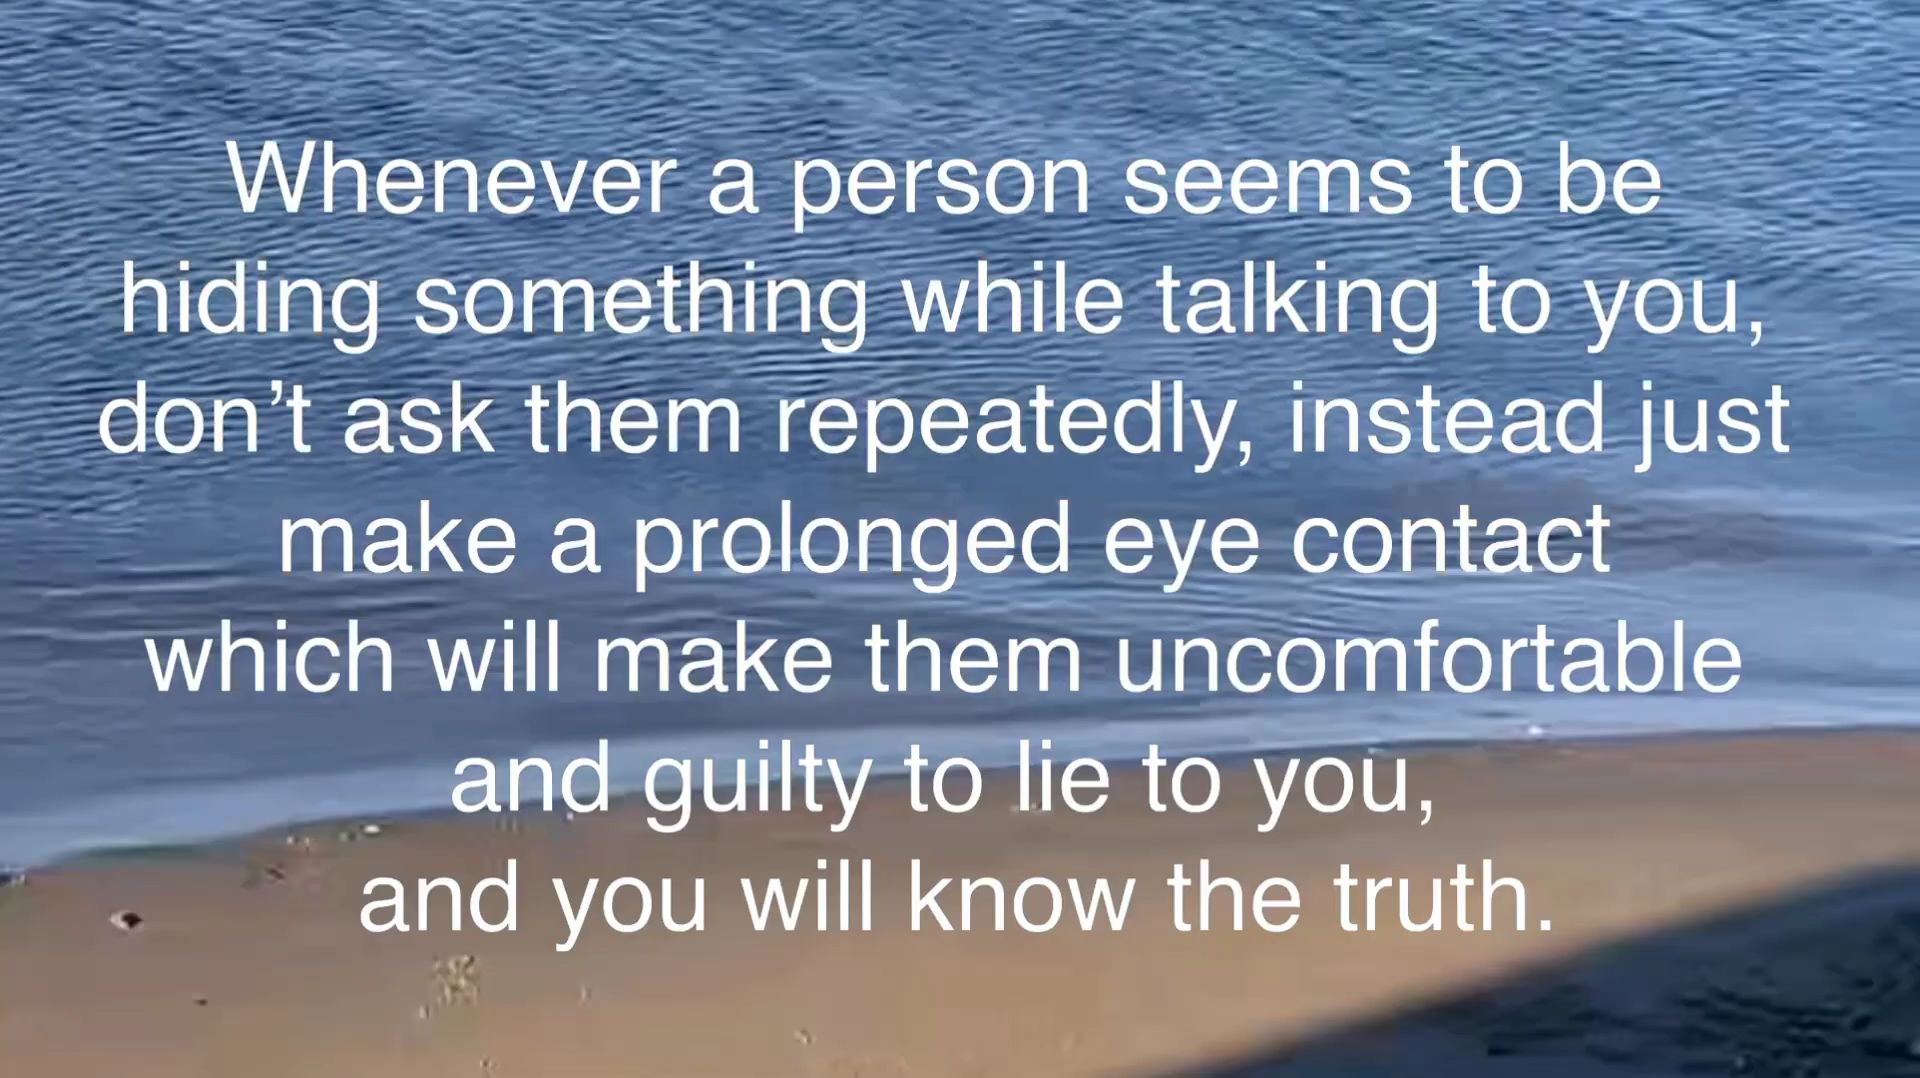 Whenever a person seems to be
hiding something while talking to you,
don’t ask them repeatedly, instead just
make a prolonged eye contact
which will make them uncomfortable
and guilty to lie to you,
and you will know the truth.